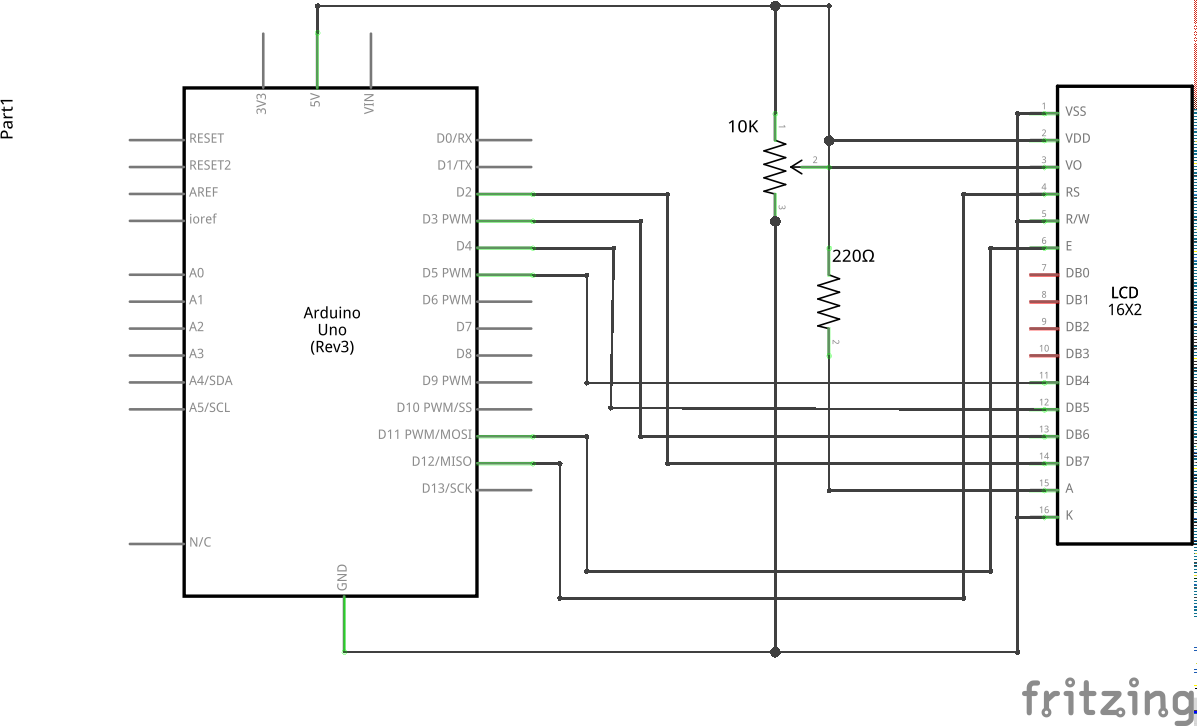 Part1
3V3
5V
VIN
RESET
RESET2
AREF
ioref
A0
A1
A2
A3
A4/SDA
A5/SCL
N/C
Arduino
Uno
(Rev3)
D0/RX
D1/TX
D2
D3 PWM
D4
D5 PWM
D6 PWM
D7
D8
D9 PWM
D10 PWM/SS
D11 PWM/MOSI
D12/MISO
D13/SCK
GND
10K
1
2
3
220Ω
2
1 VSS
2 VDD
3 VO
4 RS
5 R/W
6 E
7 DB0
8 DB1
9 DB2
10 DB3
11 DB4
12 DB5
13 DB6
14 DB7
15 A
16 K
LCD
16X2
fritzing